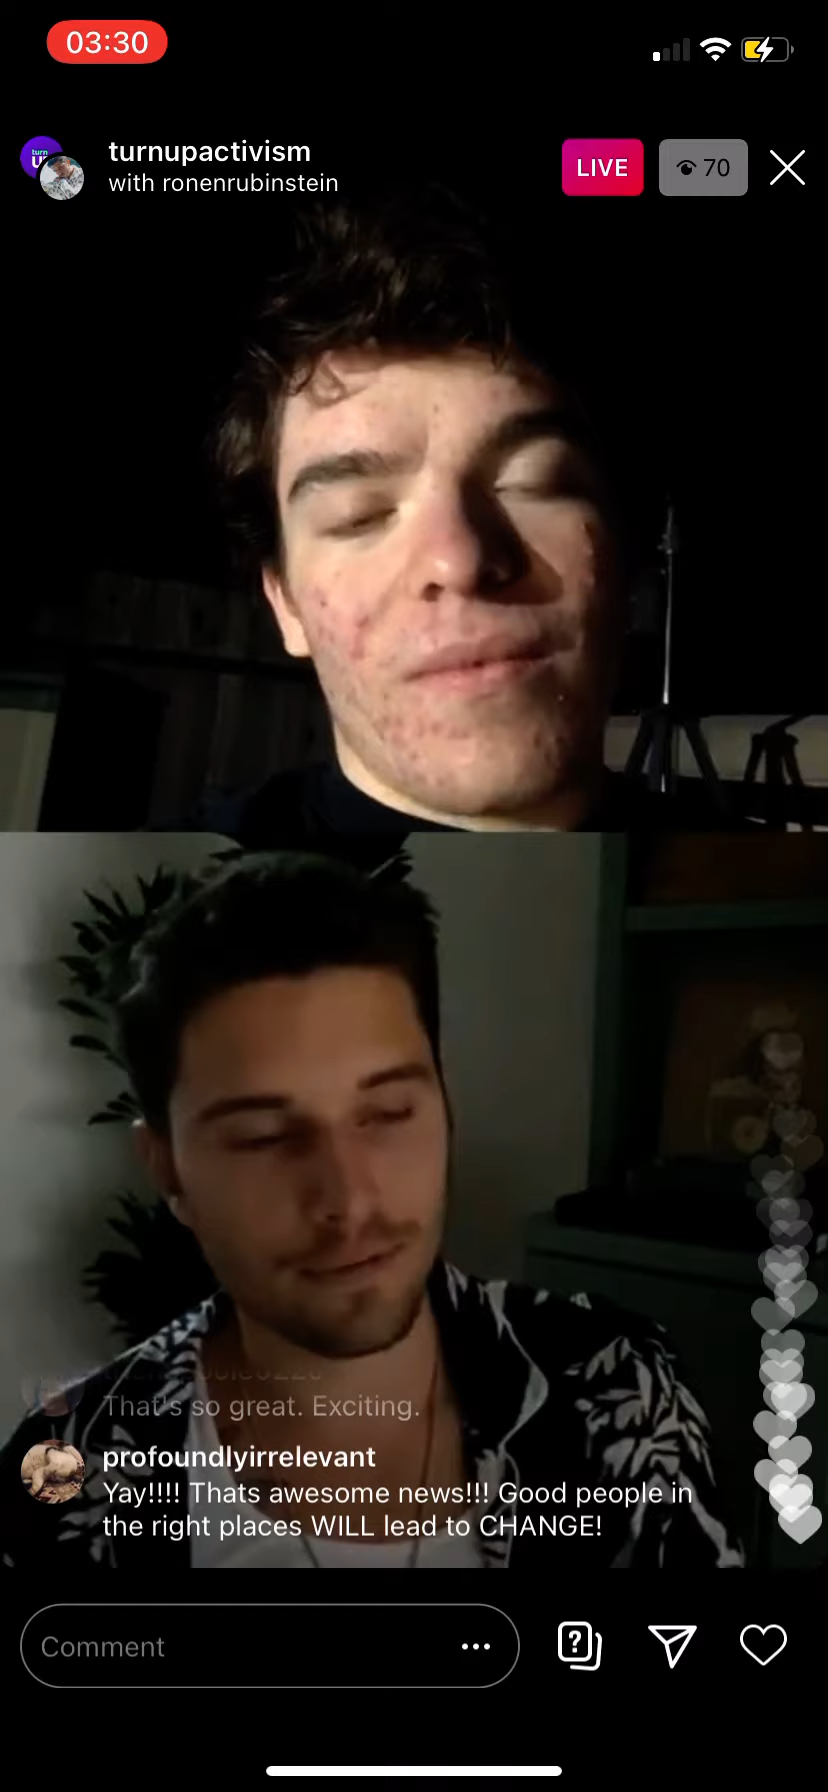 03:30
turn
U
turnupactivism
with ronenrubinstein
LIVE
70
That's so great. Exciting.
profoundlyirrelevant
Yay!!!! Thats awesome news!!! Good people in
the right places WILL lead to CHANGE!
Comment
?